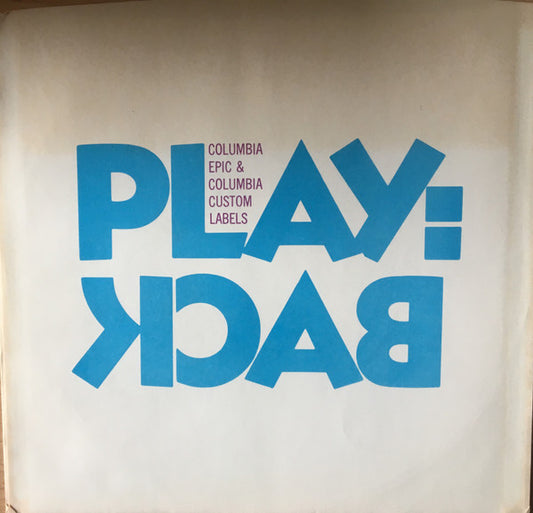 PLAY:
COLUMBIA
EPIC &
COLUMBIA
CUSTOM
LABELS
BACK